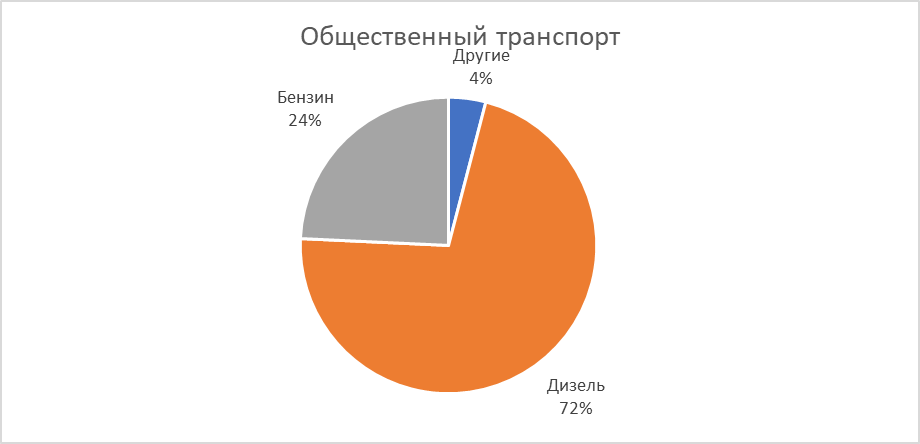 Общественный транспорт
Другие
4%
Бензин
24%
Дизель
72%